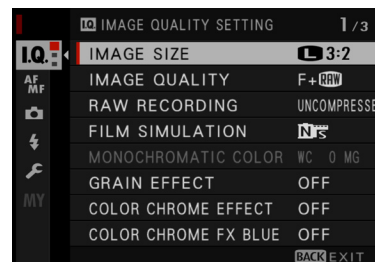 I.Q. IMAGE QUALITY SETTING 1/3
I.Q. IMAGE SIZE L 3:2
AF MF IMAGE QUALITY F+RAW
RAW RECORDING UNCOMPRESSE
FILM SIMULATION
MONOCHROMATIC COLOR WC 0 MG
GRAIN EFFECT OFF
MY COLOR CHROME EFFECT OFF
COLOR CHROME FX BLUE OFF
BACK EXIT